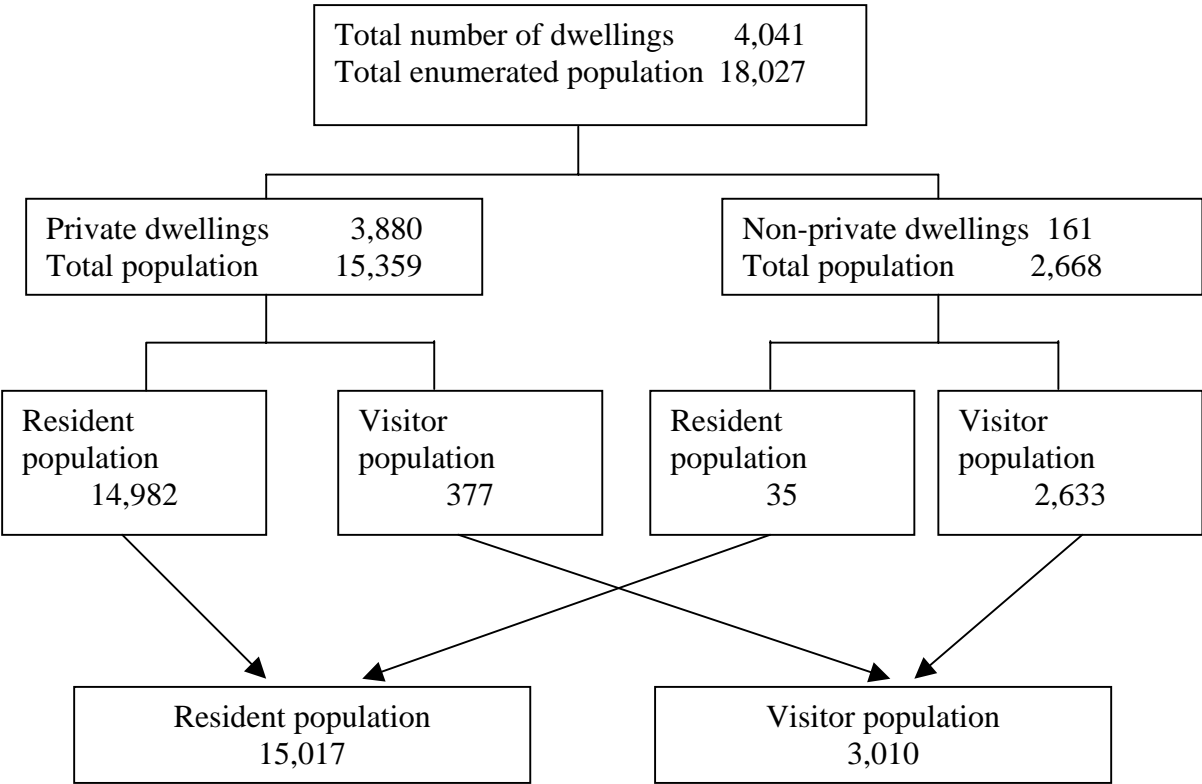 Total number of dwellings 4,041
Total enumerated population 18,027
Private dwellings 3,880
Total population 15,359
Non-private dwellings 161
Total population 2,668
Resident
population
14,982
Visitor
population
377
Resident
population
35
Visitor
population
2,633
Resident population
15,017
Visitor population
3,010